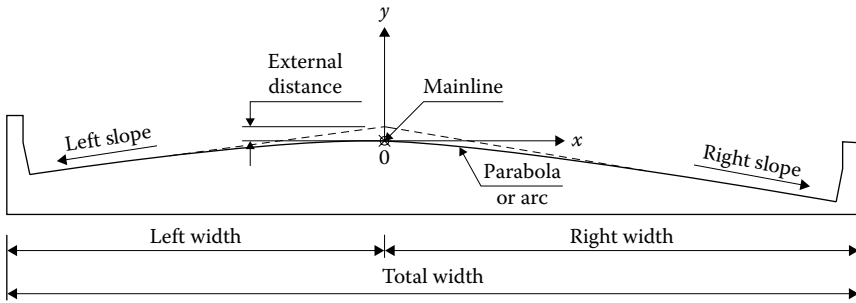 y
External
distance
Mainline
Left slope
x
0
Right slope
Parabola
or arc
Left width
Right width
Total width